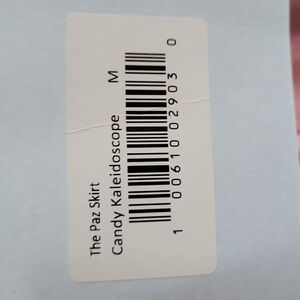 The Paz Skirt
Candy Kaleidoscope M
1 00610 02903 0